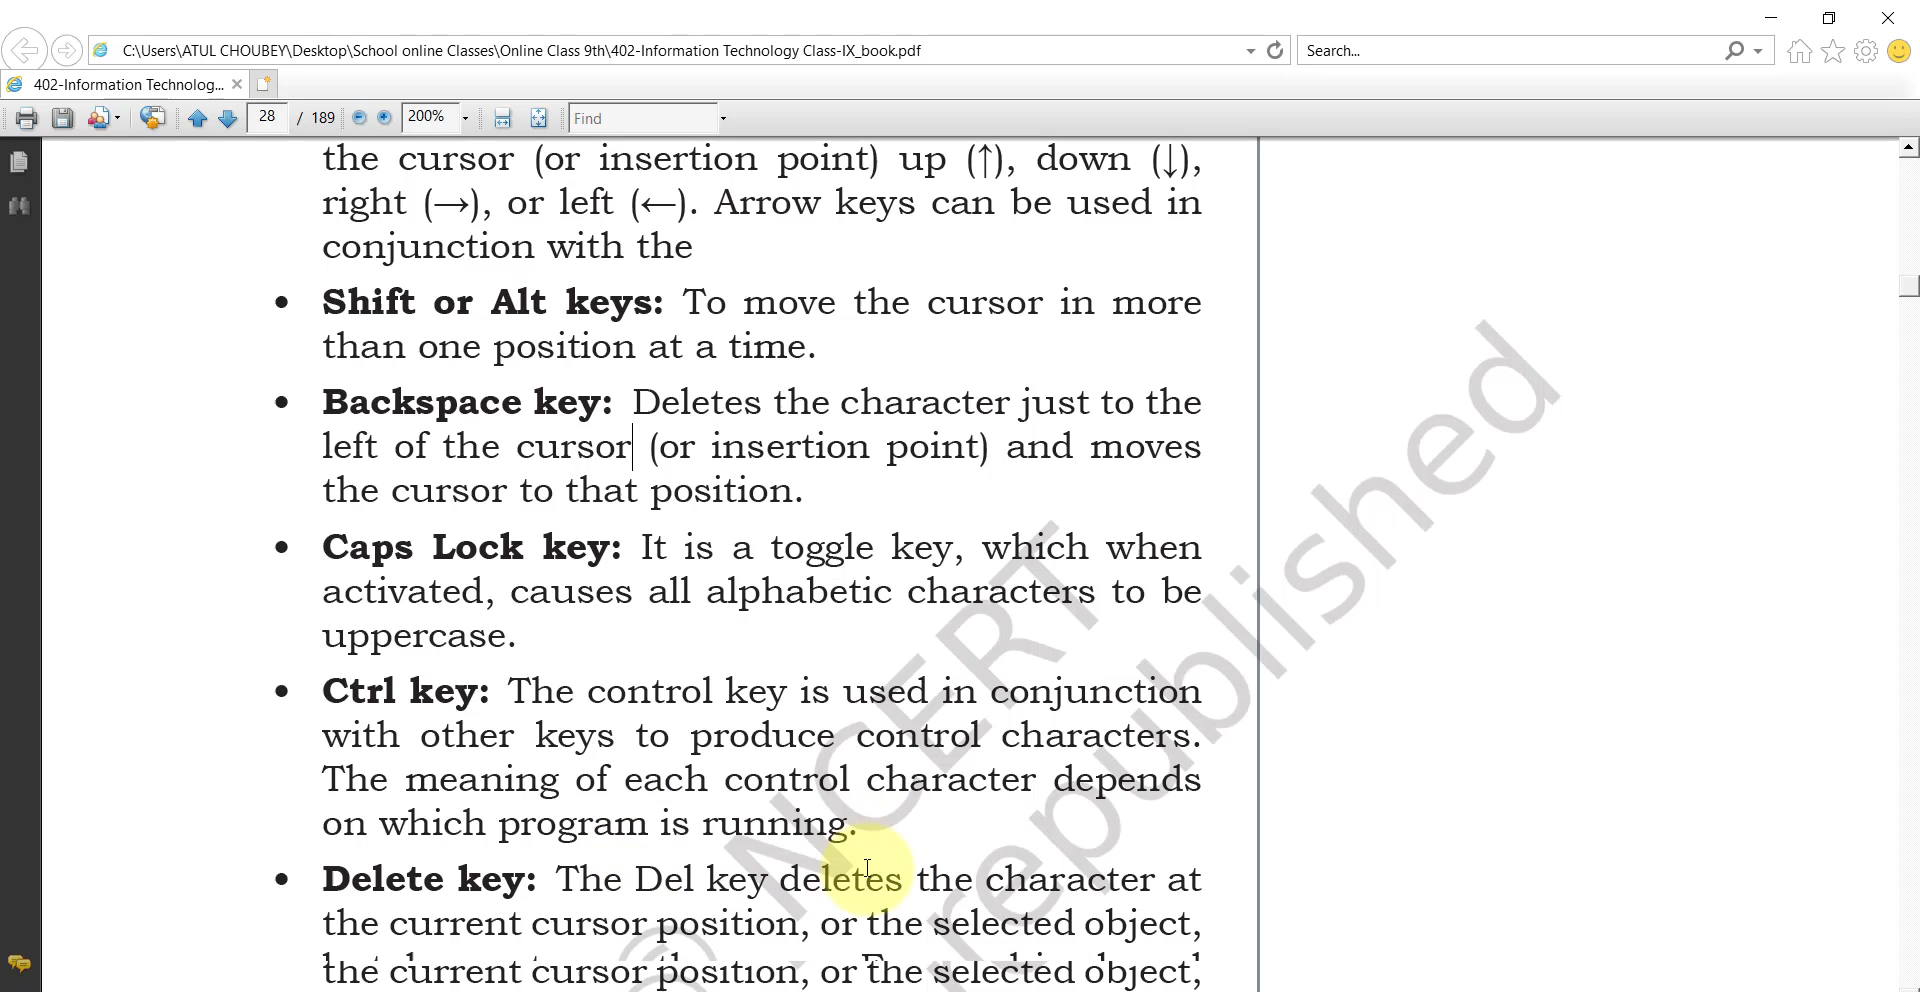 C:\Users\ATUL CHOUBEY\Desktop\School online Classes\Online Class 9th\402-Information Technology Class-IX_book.pdf
Search...
402-Information Technolog...
28 / 189
200%
Find
the cursor (or insertion point) up (↑), down (↓),
right (→), or left (←). Arrow keys can be used in
conjunction with the
• Shift or Alt keys: To move the cursor in more
than one position at a time.
• Backspace key: Deletes the character just to the
left of the cursor (or insertion point) and moves
the cursor to that position.
• Caps Lock key: It is a toggle key, which when
activated, causes all alphabetic characters to be
uppercase.
• Ctrl key: The control key is used in conjunction
with other keys to produce control characters.
The meaning of each control character depends
on which program is running.
• Delete key: The Del key deletes the character at
the current cursor position, or the selected object,
the current cursor position, or the selected object,
© NCERT
republished